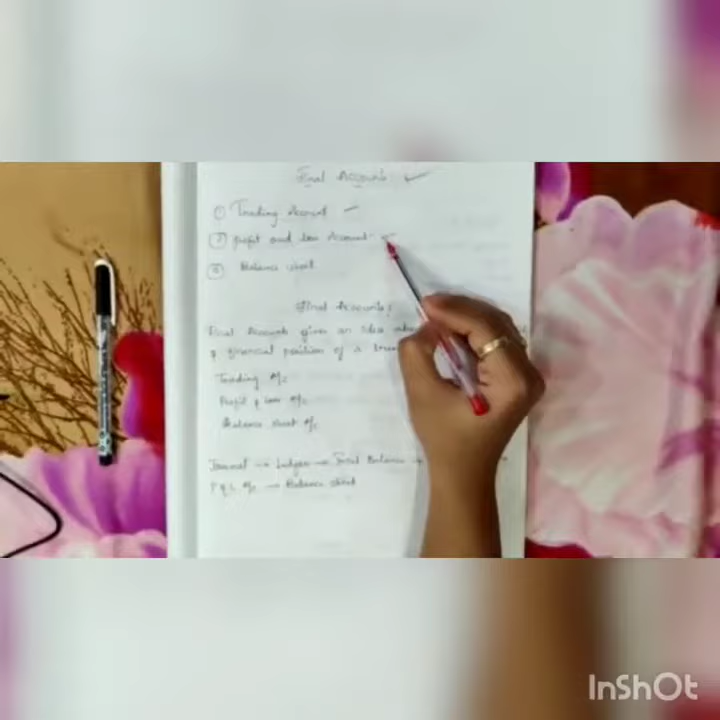 Final Accounts
① Trading Account
② profit and loss Account
③ Balance sheet
Final Accounts:
Final Accounts gives an idea
& financial position of a
Trading A/c
Profit & loss A/c
Balance sheet A/c
Journal → Ledger → Trial Balance →
P & L A/c → Balance sheet
InShOt